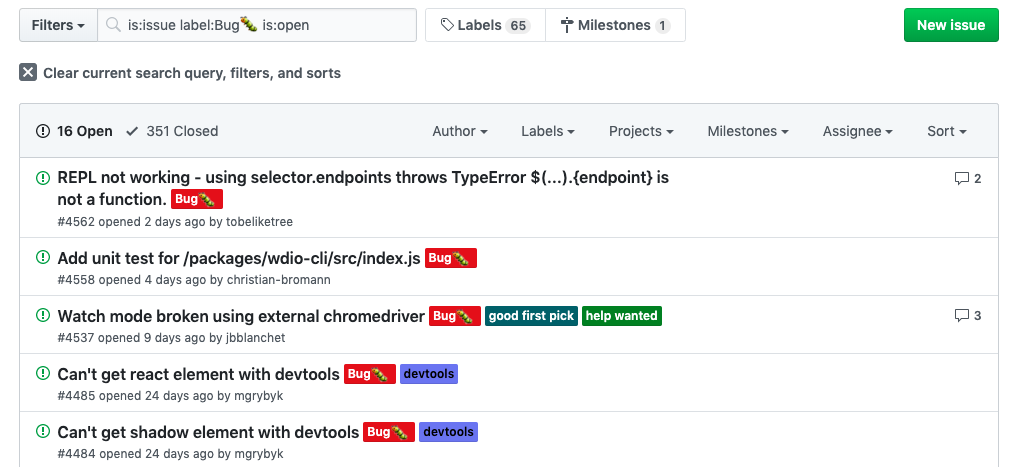 Filters is:issue label:Bug🐛 is:open Labels 65 Milestones 1 New issue
Clear current search query, filters, and sorts
16 Open 351 Closed Author Labels Projects Milestones Assignee Sort
REPL not working - using selector.endpoints throws TypeError $(...).{endpoint} is 2
not a function. Bug🐛
#4562 opened 2 days ago by tobeliketree
Add unit test for /packages/wdio-cli/src/index.js Bug🐛
#4558 opened 4 days ago by christian-bromann
Watch mode broken using external chromedriver Bug🐛 good first pick help wanted 3
#4537 opened 9 days ago by jbblanchet
Can't get react element with devtools Bug🐛 devtools
#4485 opened 24 days ago by mgrybyk
Can't get shadow element with devtools Bug🐛 devtools
#4484 opened 24 days ago by mgrybyk